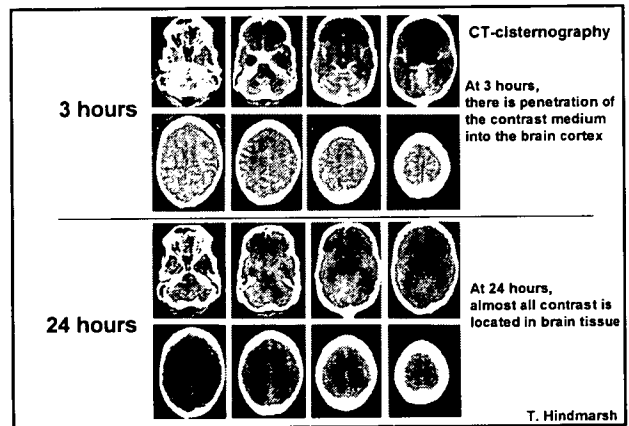 CT-cisternography
3 hours
At 3 hours,
there is penetration of
the contrast medium
into the brain cortex
24 hours
At 24 hours,
almost all contrast is
located in brain tissue
T. Hindmarsh